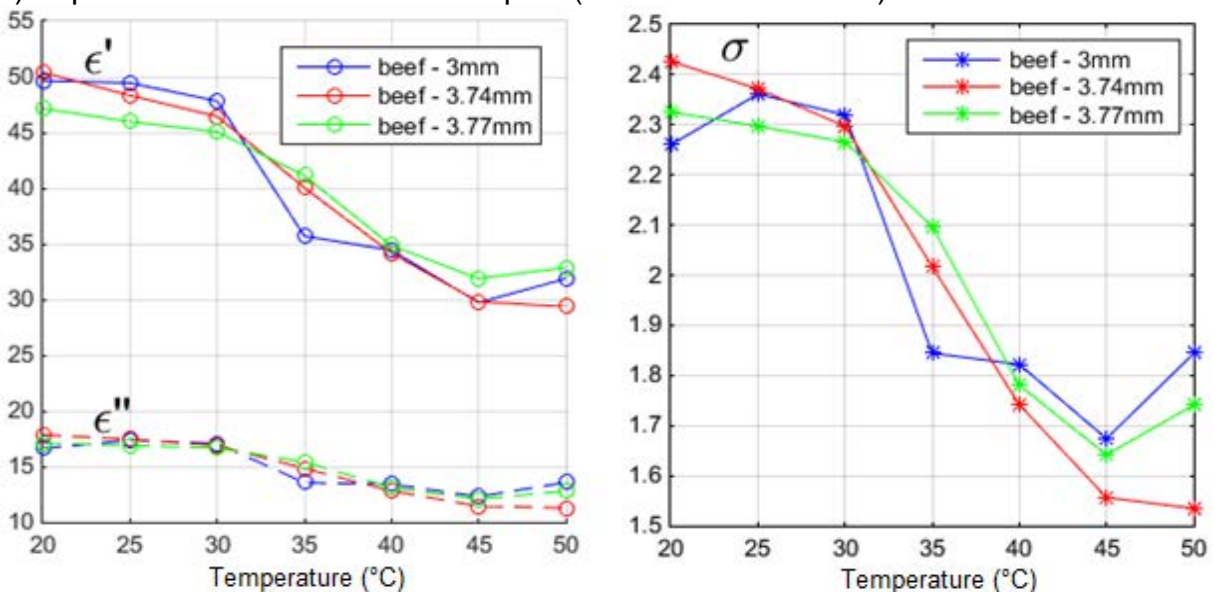 ϵ'
beef - 3mm
beef - 3.74mm
beef - 3.77mm
ϵ"
55
50
45
40
35
30
25
20
15
10
20 25 30 35 40 45 50
Temperature (°C)
σ
beef - 3mm
beef - 3.74mm
beef - 3.77mm
2.5
2.4
2.3
2.2
2.1
2
1.9
1.8
1.7
1.6
1.5
20 25 30 35 40 45 50
Temperature (°C)